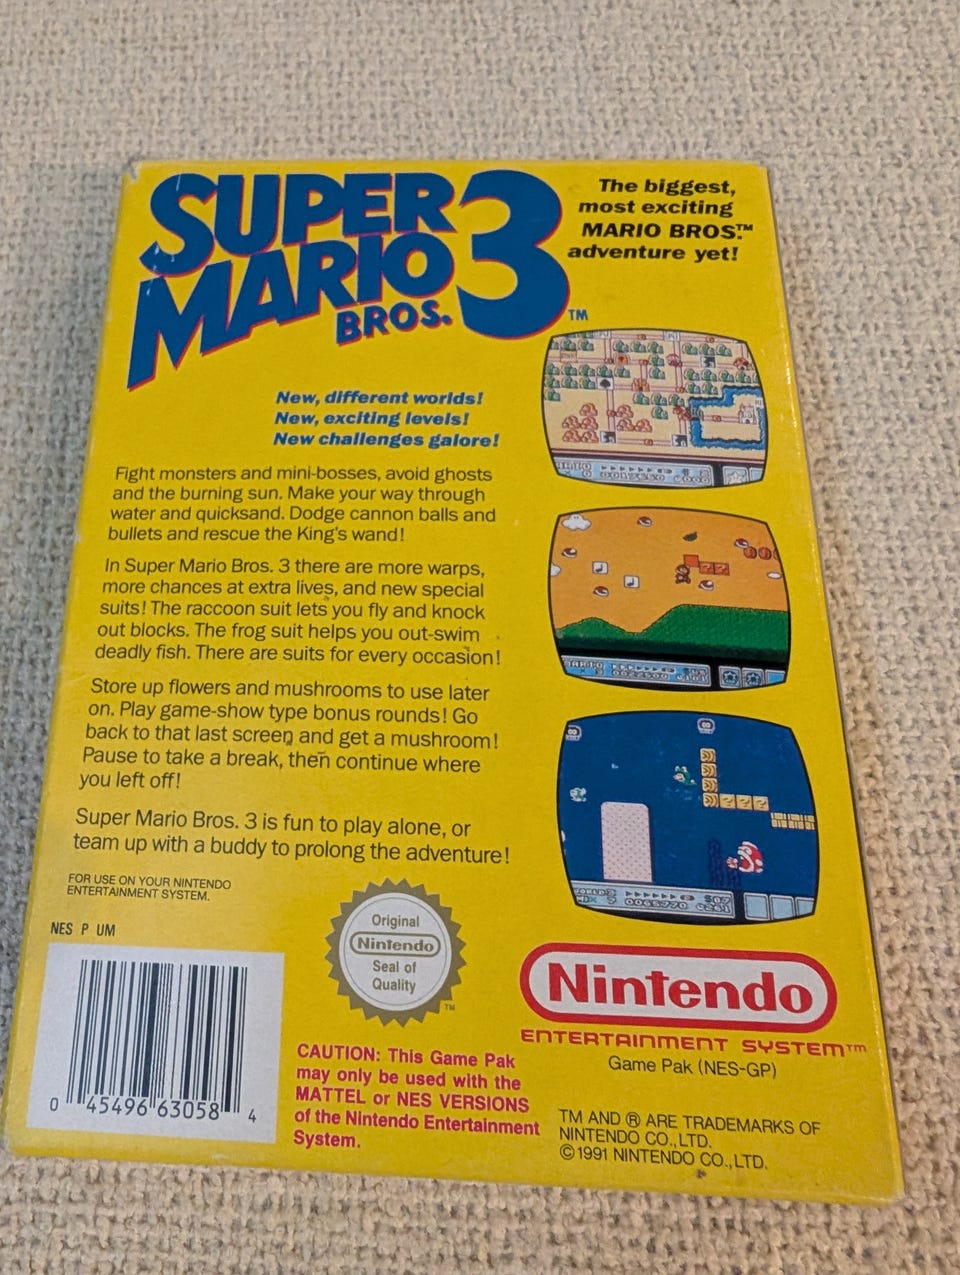 SUPER
MARIO
BROS. 3 ™
The biggest,
most exciting
MARIO BROS.™
adventure yet!
New, different worlds!
New, exciting levels!
New challenges galore!
Fight monsters and mini-bosses, avoid ghosts
and the burning sun. Make your way through
water and quicksand. Dodge cannon balls and
bullets and rescue the King's wand!
In Super Mario Bros. 3 there are more warps,
more chances at extra lives, and new special
suits! The raccoon suit lets you fly and knock
out blocks. The frog suit helps you out-swim
deadly fish. There are suits for every occasion!
Store up flowers and mushrooms to use later
on. Play game-show type bonus rounds! Go
back to that last screen and get a mushroom!
Pause to take a break, then continue where
you left off!
Super Mario Bros. 3 is fun to play alone, or
team up with a buddy to prolong the adventure!
FOR USE ON YOUR NINTENDO
ENTERTAINMENT SYSTEM.
NES P UM
0 45496 63058 4
Original
Nintendo
Seal of
Quality
™
CAUTION: This Game Pak
may only be used with the
MATTEL or NES VERSIONS
of the Nintendo Entertainment
System.
Nintendo
ENTERTAINMENT SYSTEM™
Game Pak (NES-GP)
TM AND ® ARE TRADEMARKS OF
NINTENDO CO., LTD.
©1991 NINTENDO CO., LTD.